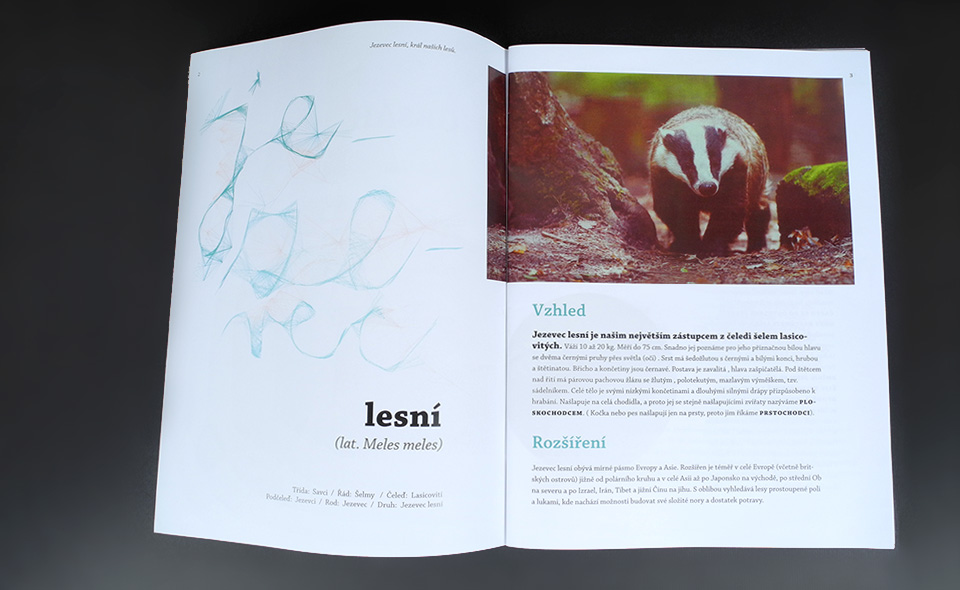 Jezevec lesní, král našich lesů.
2
je
ze
vec
lesní
(lat. Meles meles)
Třída: Savci / Řád: Šelmy / Čeleď: Lasicovití
Podčeleď: Jezevci / Rod: Jezevec / Druh: Jezevec lesní
3
Vzhled
Jezevec lesní je našim největším zástupcem z čeledi šelem lasico-
vitých. Váží 10 až 20 kg. Měří do 75 cm. Snadno jej poznáme pro jeho příznačnou bílou hlavu
se dvěma černými pruhy přes světla (oči) . Srst má šedožlutou s černými a bílými konci, hrubou
a štětinatou. Břicho a končetiny jsou černavé. Postava je zavalitá , hlava zašpičatělá. Pod štětcem
nad řití má párovou pachovou žlázu se žlutým , polotekutým, mazlavým výměškem, tzv.
sádelníkem. Celé tělo je svými nízkými končetinami a dlouhými silnými drápy přizpůsobeno k
hrabání. Našlapuje na celá chodidla, a proto jej se stejně našlapujícími zvířaty nazýváme PLO-
SKOCHODCEM. ( Kočka nebo pes našlapují jen na prsty, proto jim říkáme PRSTOCHODCI).
Rozšíření
Jezevec lesní obývá mírné pásmo Evropy a Asie. Rozšířen je téměř v celé Evropě (včetně brit-
ských ostrovů) jižně od polárního kruhu a v celé Asii až po Japonsko na východě, po střední Ob
na severu a po Izrael, Irán, Tibet a jižní Čínu na jihu. S oblibou vyhledává lesy prostoupené poli
a lukami, kde nachází možnosti budovat své složité nory a dostatek potravy.